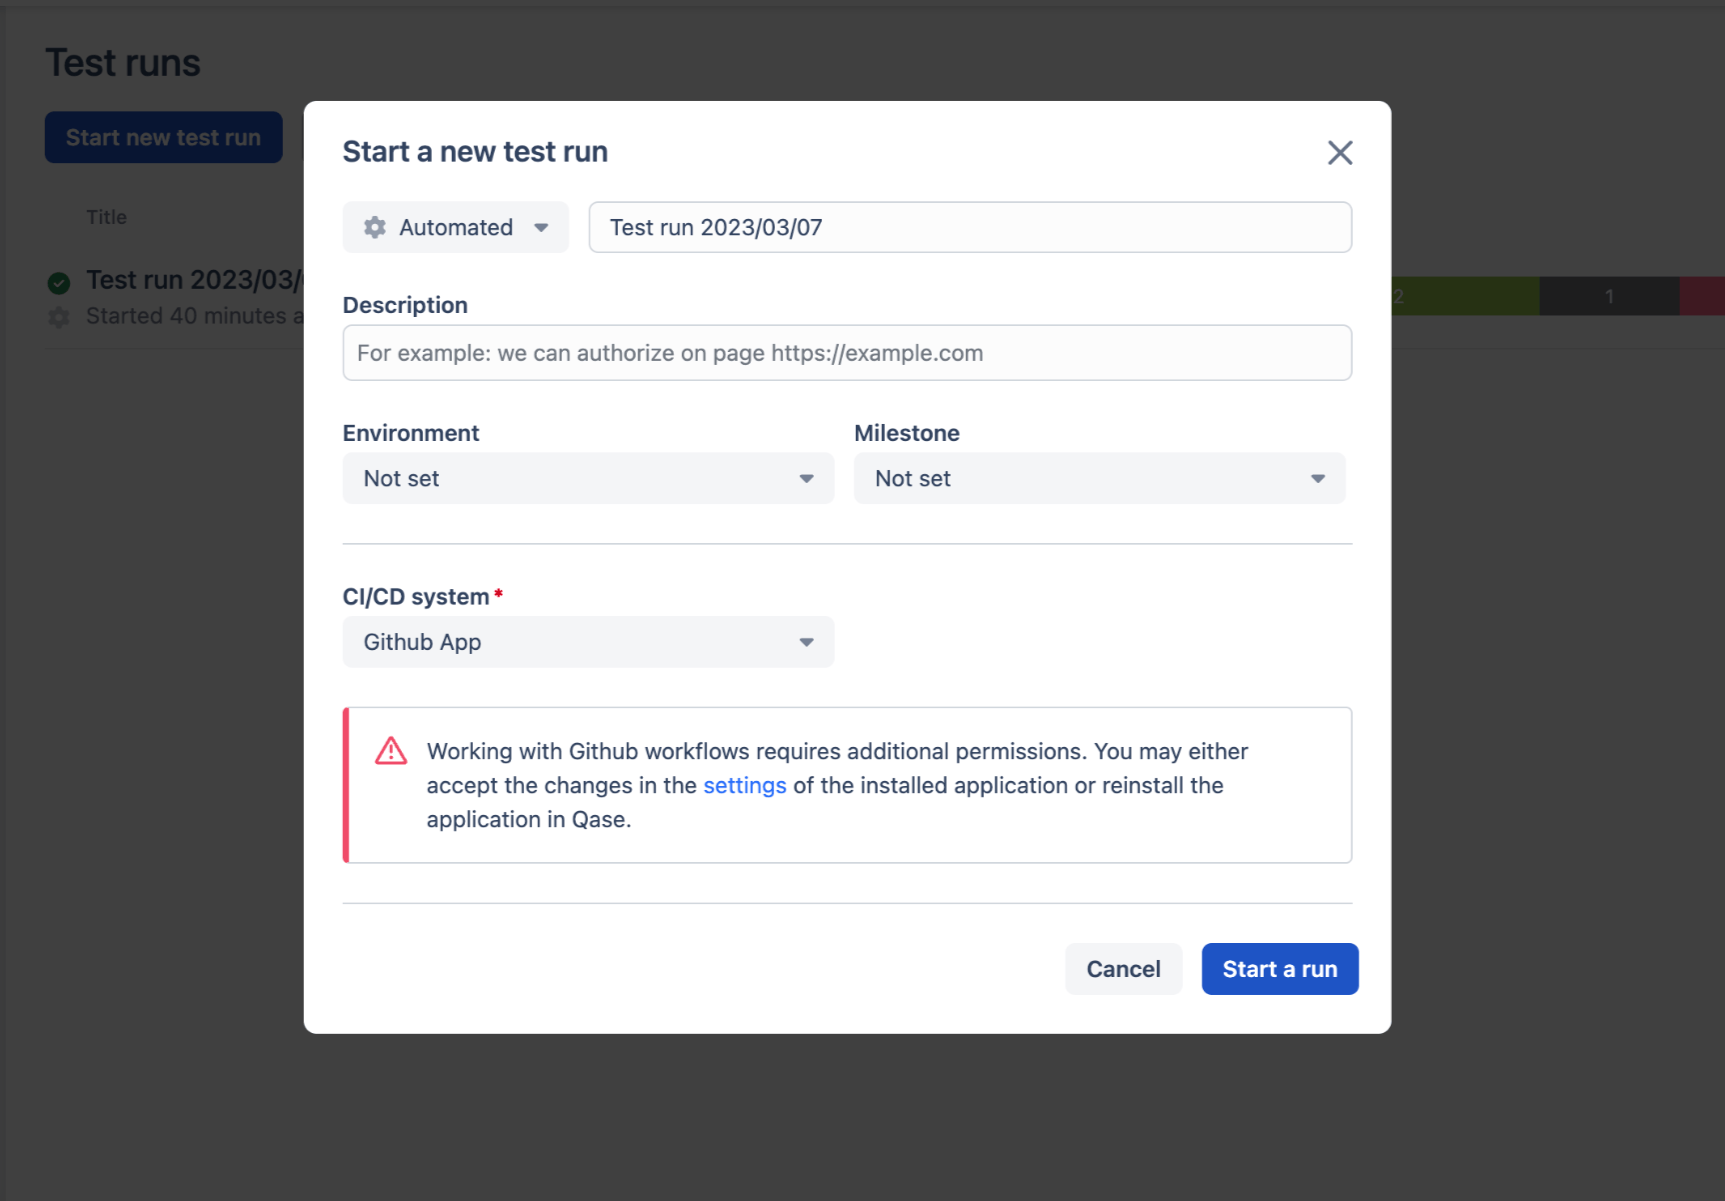 Test runs
Start new test run
Start a new test run
Automated
Test run 2023/03/07
Title
Test run 2023/03/
Started 40 minutes a
2
1
Description
For example: we can authorize on page https://example.com
Environment
Milestone
Not set
Not set
CI/CD system *
Github App
Working with Github workflows requires additional permissions. You may either
accept the changes in the settings of the installed application or reinstall the
application in Qase.
Cancel
Start a run